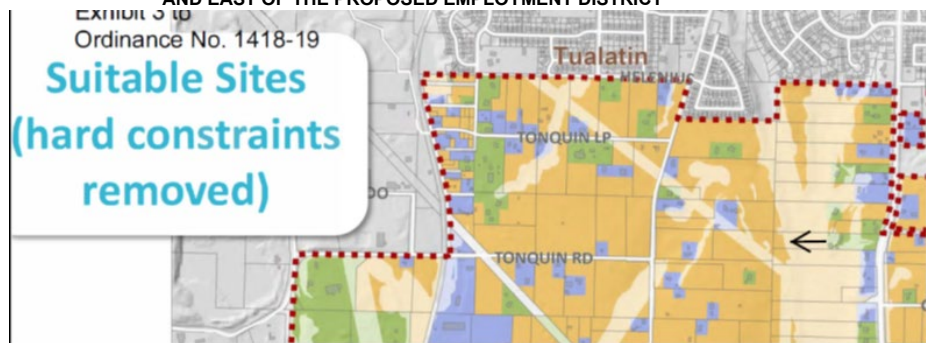 AND EAST OF THE PROPOSED EMPLOYMENT DISTRICT
Exhibit 3 to
Ordinance No. 1418-19
Suitable Sites
(hard constraints
removed)
Tualatin
TONQUIN LP
TONQUIN RD